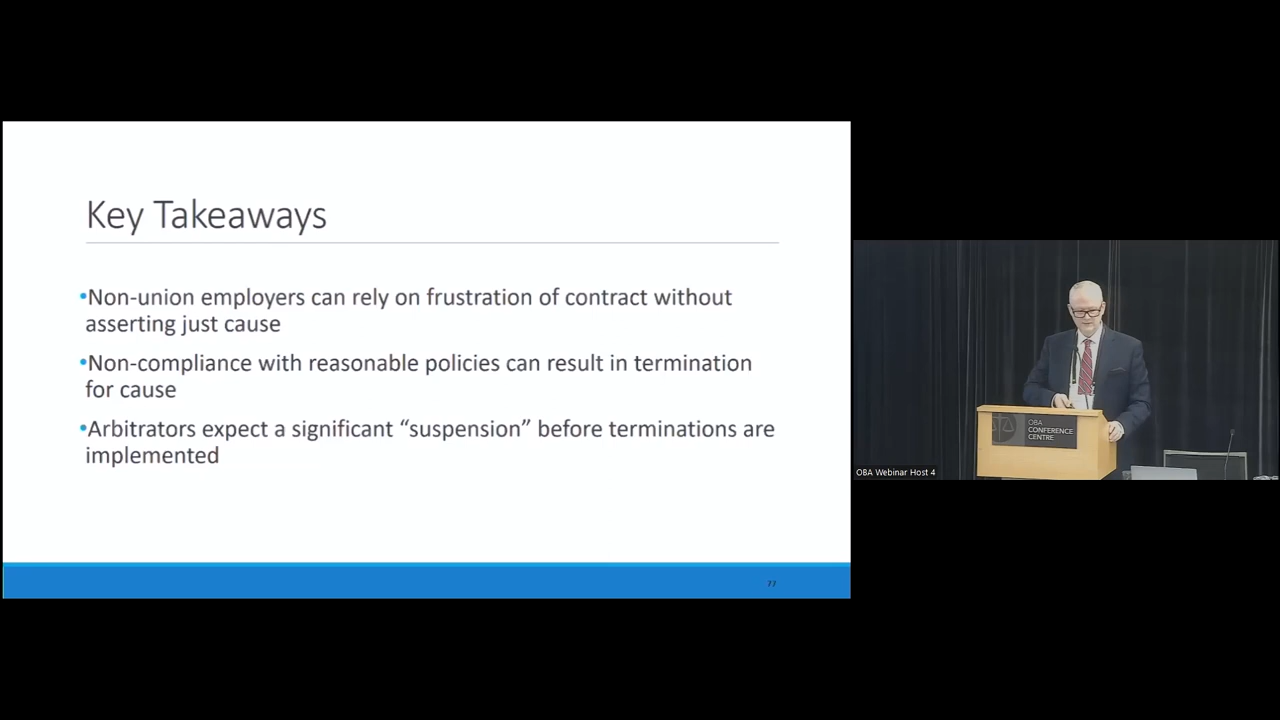 Key Takeaways
•Non-union employers can rely on frustration of contract without
asserting just cause
•Non-compliance with reasonable policies can result in termination
for cause
•Arbitrators expect a significant “suspension” before terminations are
implemented
77
OBA
CONFERENCE
CENTRE
OBA Webinar Host 4